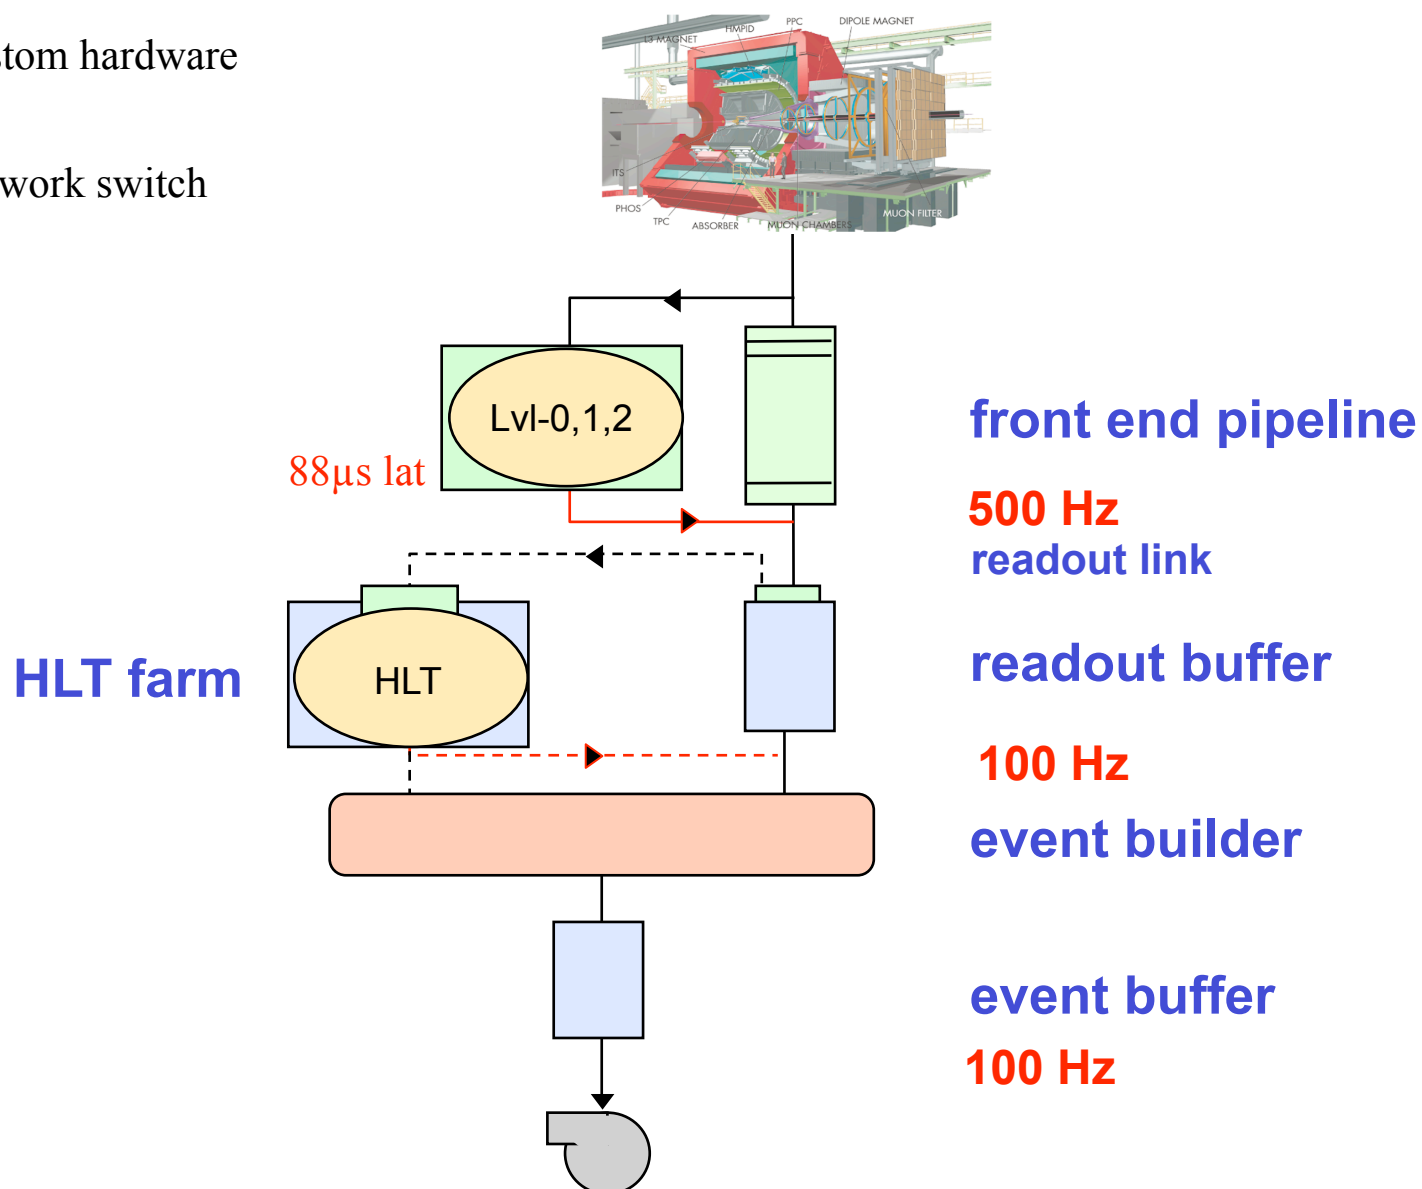 stom hardware
work switch
HMPID
PPC
DIPOLE MAGNET
L3 MAGNET
ITS
PHOS
TPC
ABSORBER
MUON CHAMBERS
MUON FILTER
Lvl-0,1,2
88µs lat
front end pipeline
500 Hz
readout link
HLT farm
HLT
readout buffer
100 Hz
event builder
event buffer
100 Hz